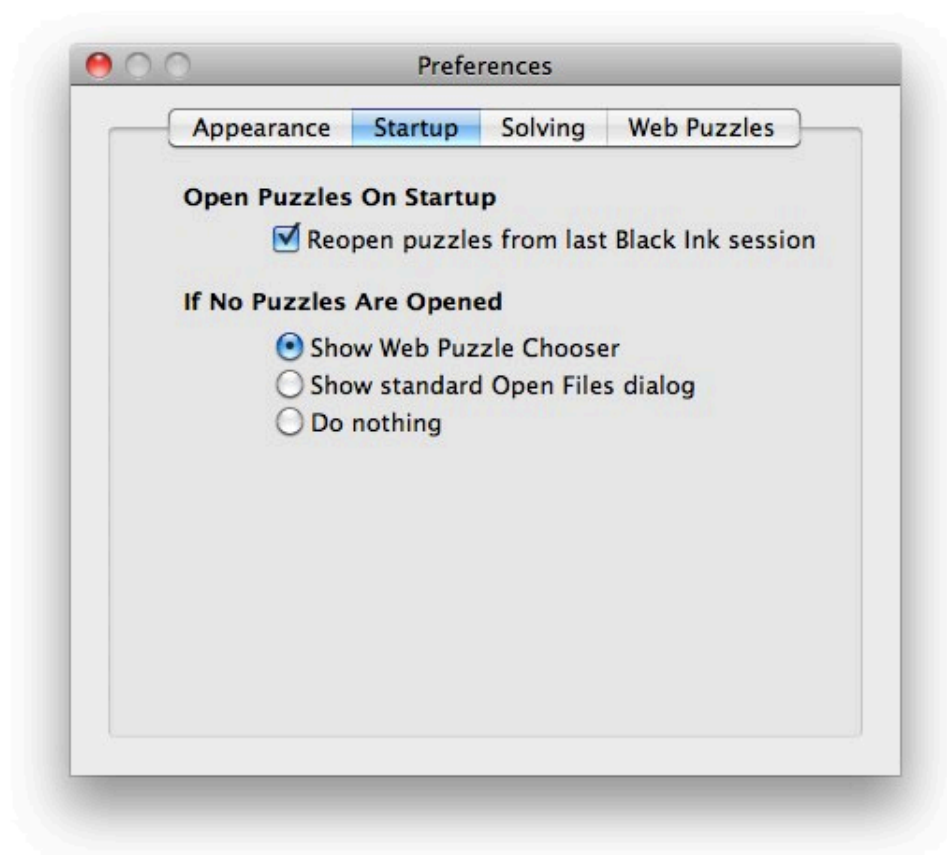 Preferences
Appearance Startup Solving Web Puzzles
Open Puzzles On Startup
Reopen puzzles from last Black Ink session
If No Puzzles Are Opened
Show Web Puzzle Chooser
Show standard Open Files dialog
Do nothing